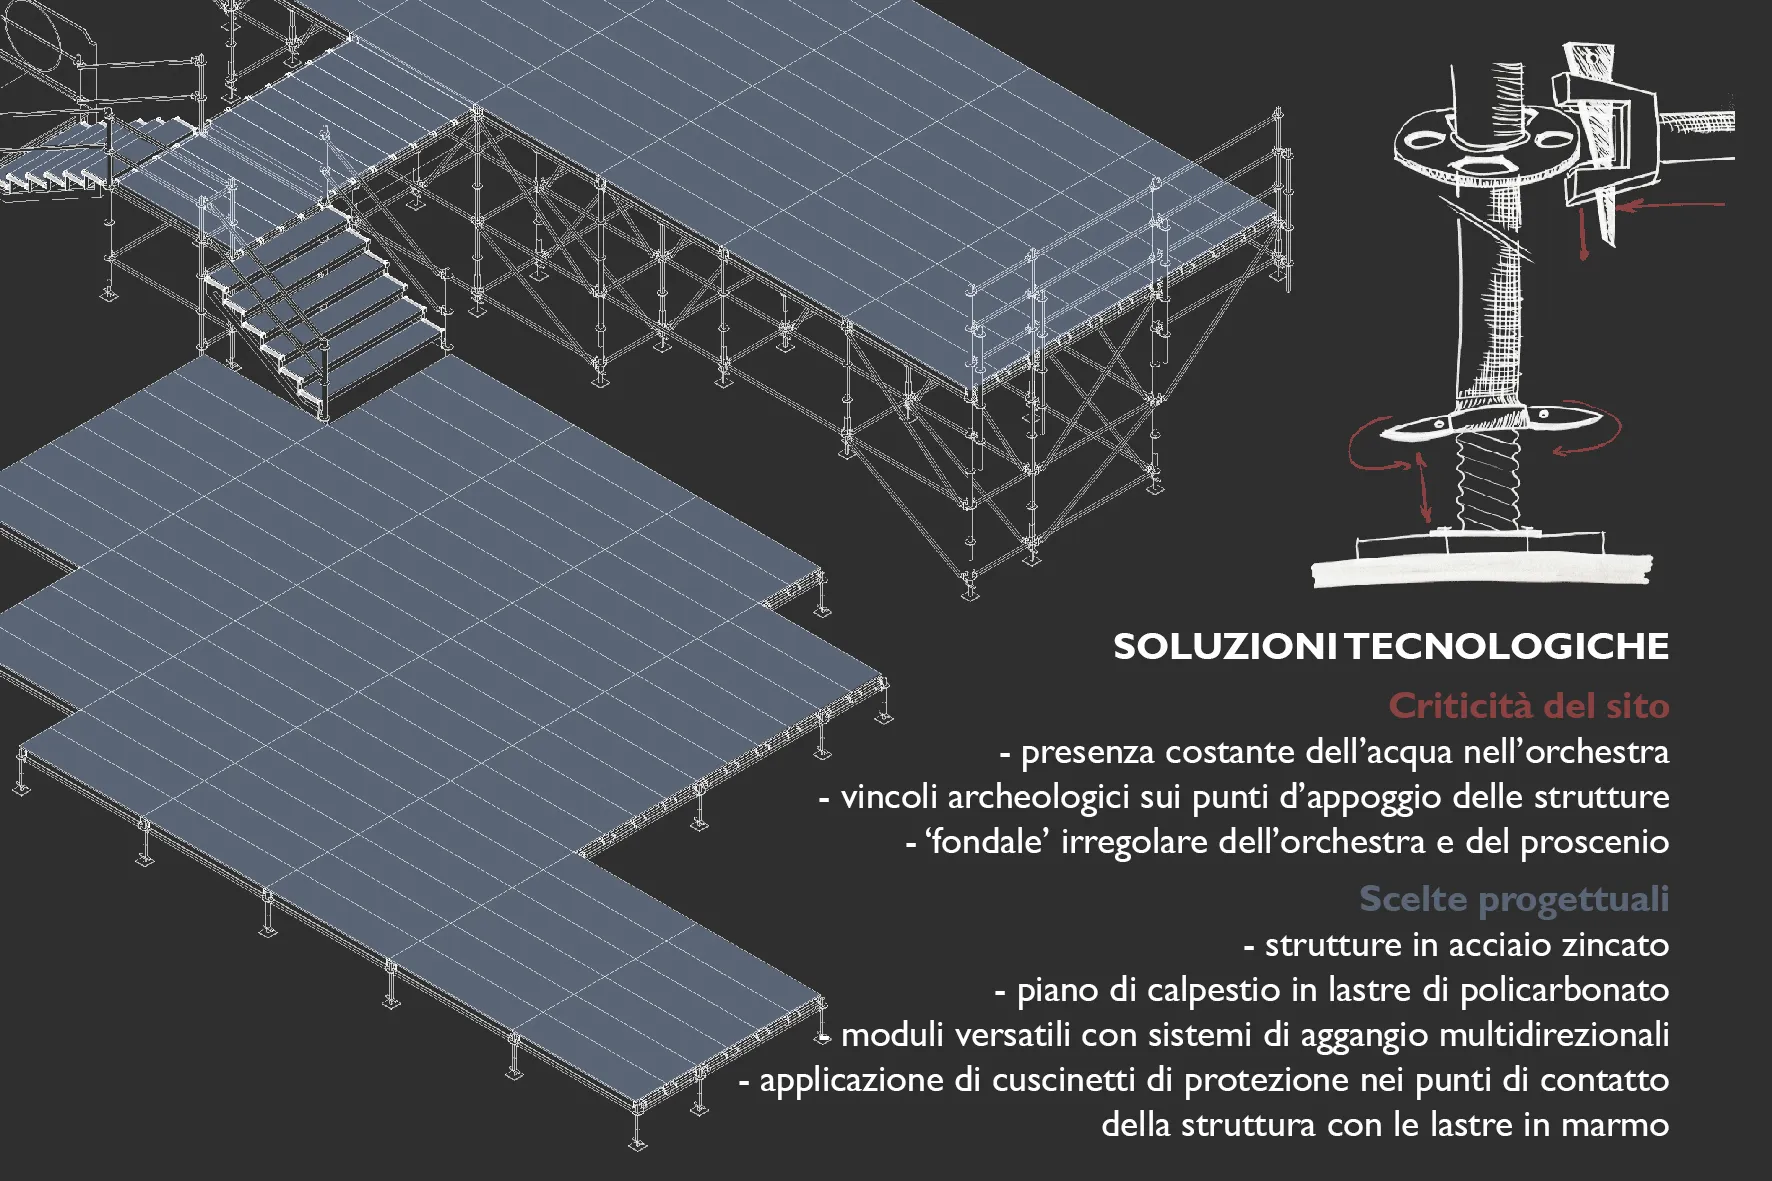 SOLUZIONI TECNOLOGICHE
Criticità del sito
- presenza costante dell’acqua nell’orchestra
- vincoli archeologici sui punti d’appoggio delle strutture
- ‘fondale’ irregolare dell’orchestra e del proscenio
Scelte progettuali
- strutture in acciaio zincato
- piano di calpestio in lastre di policarbonato
- moduli versatili con sistemi di aggangio multidirezionali
- applicazione di cuscinetti di protezione nei punti di contatto
della struttura con le lastre in marmo